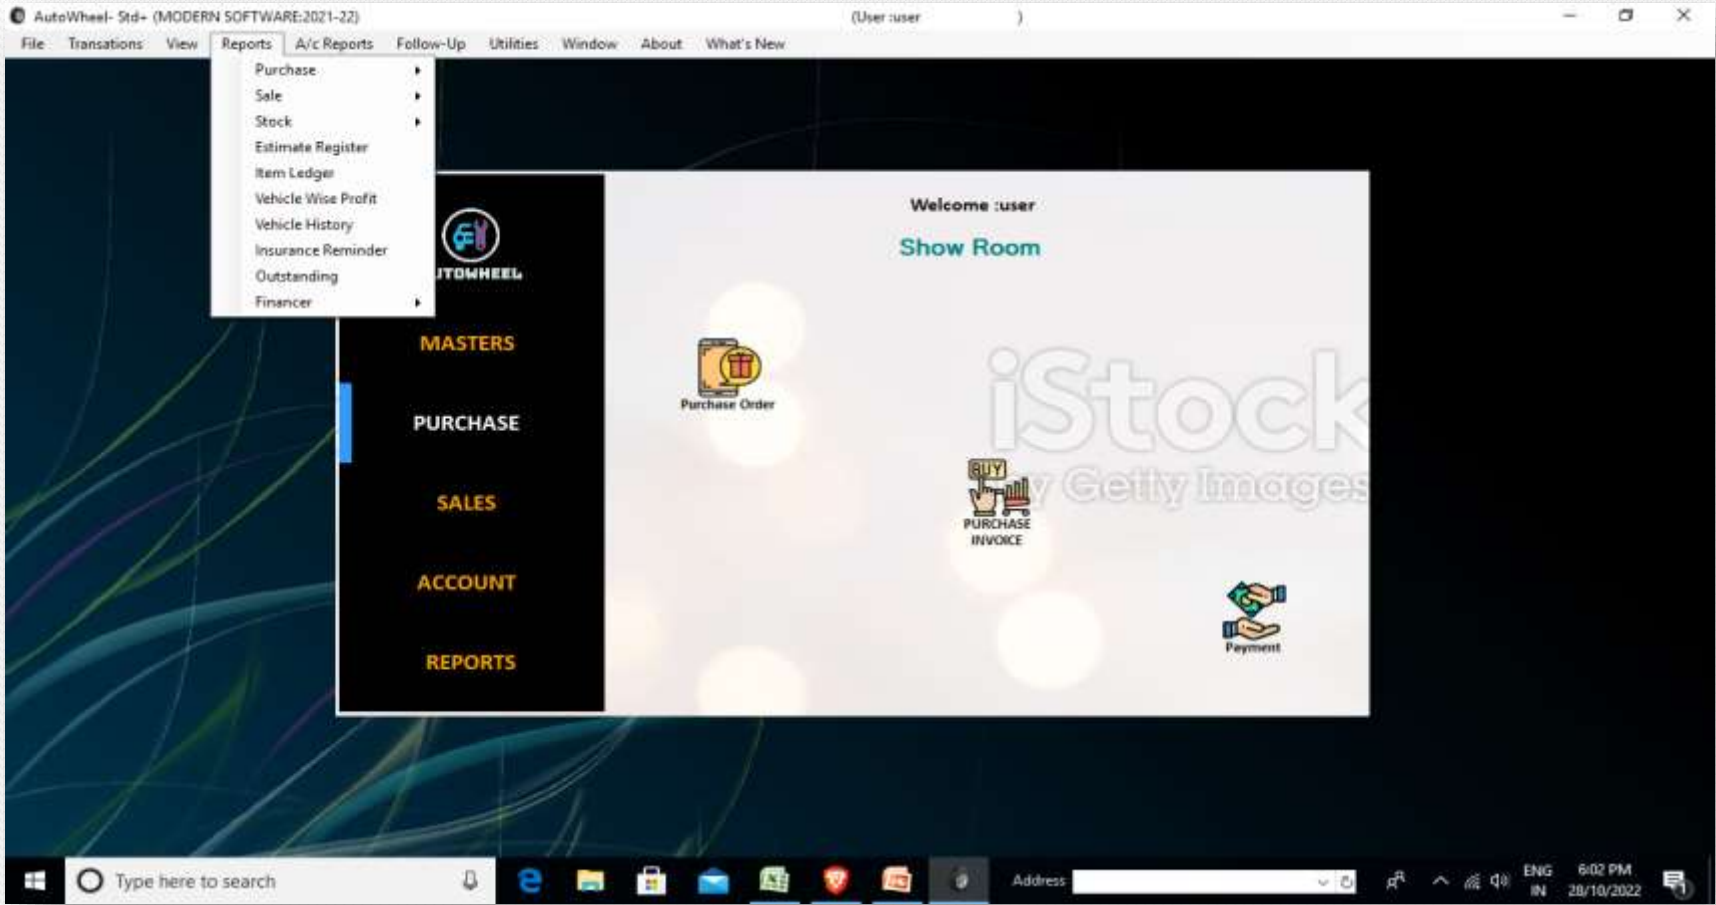 AutoWheel- Std+ (MODERN SOFTWARE:2021-22) (User :user )
File Transations View Reports A/c Reports Follow-Up Utilities Window About What's New
Purchase
Sale
Stock
Estimate Register
Item Ledger
Vehicle Wise Profit
Vehicle History
Insurance Reminder
Outstanding
Financer
UTOWHEEL
MASTERS
PURCHASE
SALES
ACCOUNT
REPORTS
Welcome :user
Show Room
Purchase Order
iStock
y Getty Images
BUY
PURCHASE
INVOICE
Payment
Type here to search
Address
ENG
IN
6:02 PM
28/10/2022
1